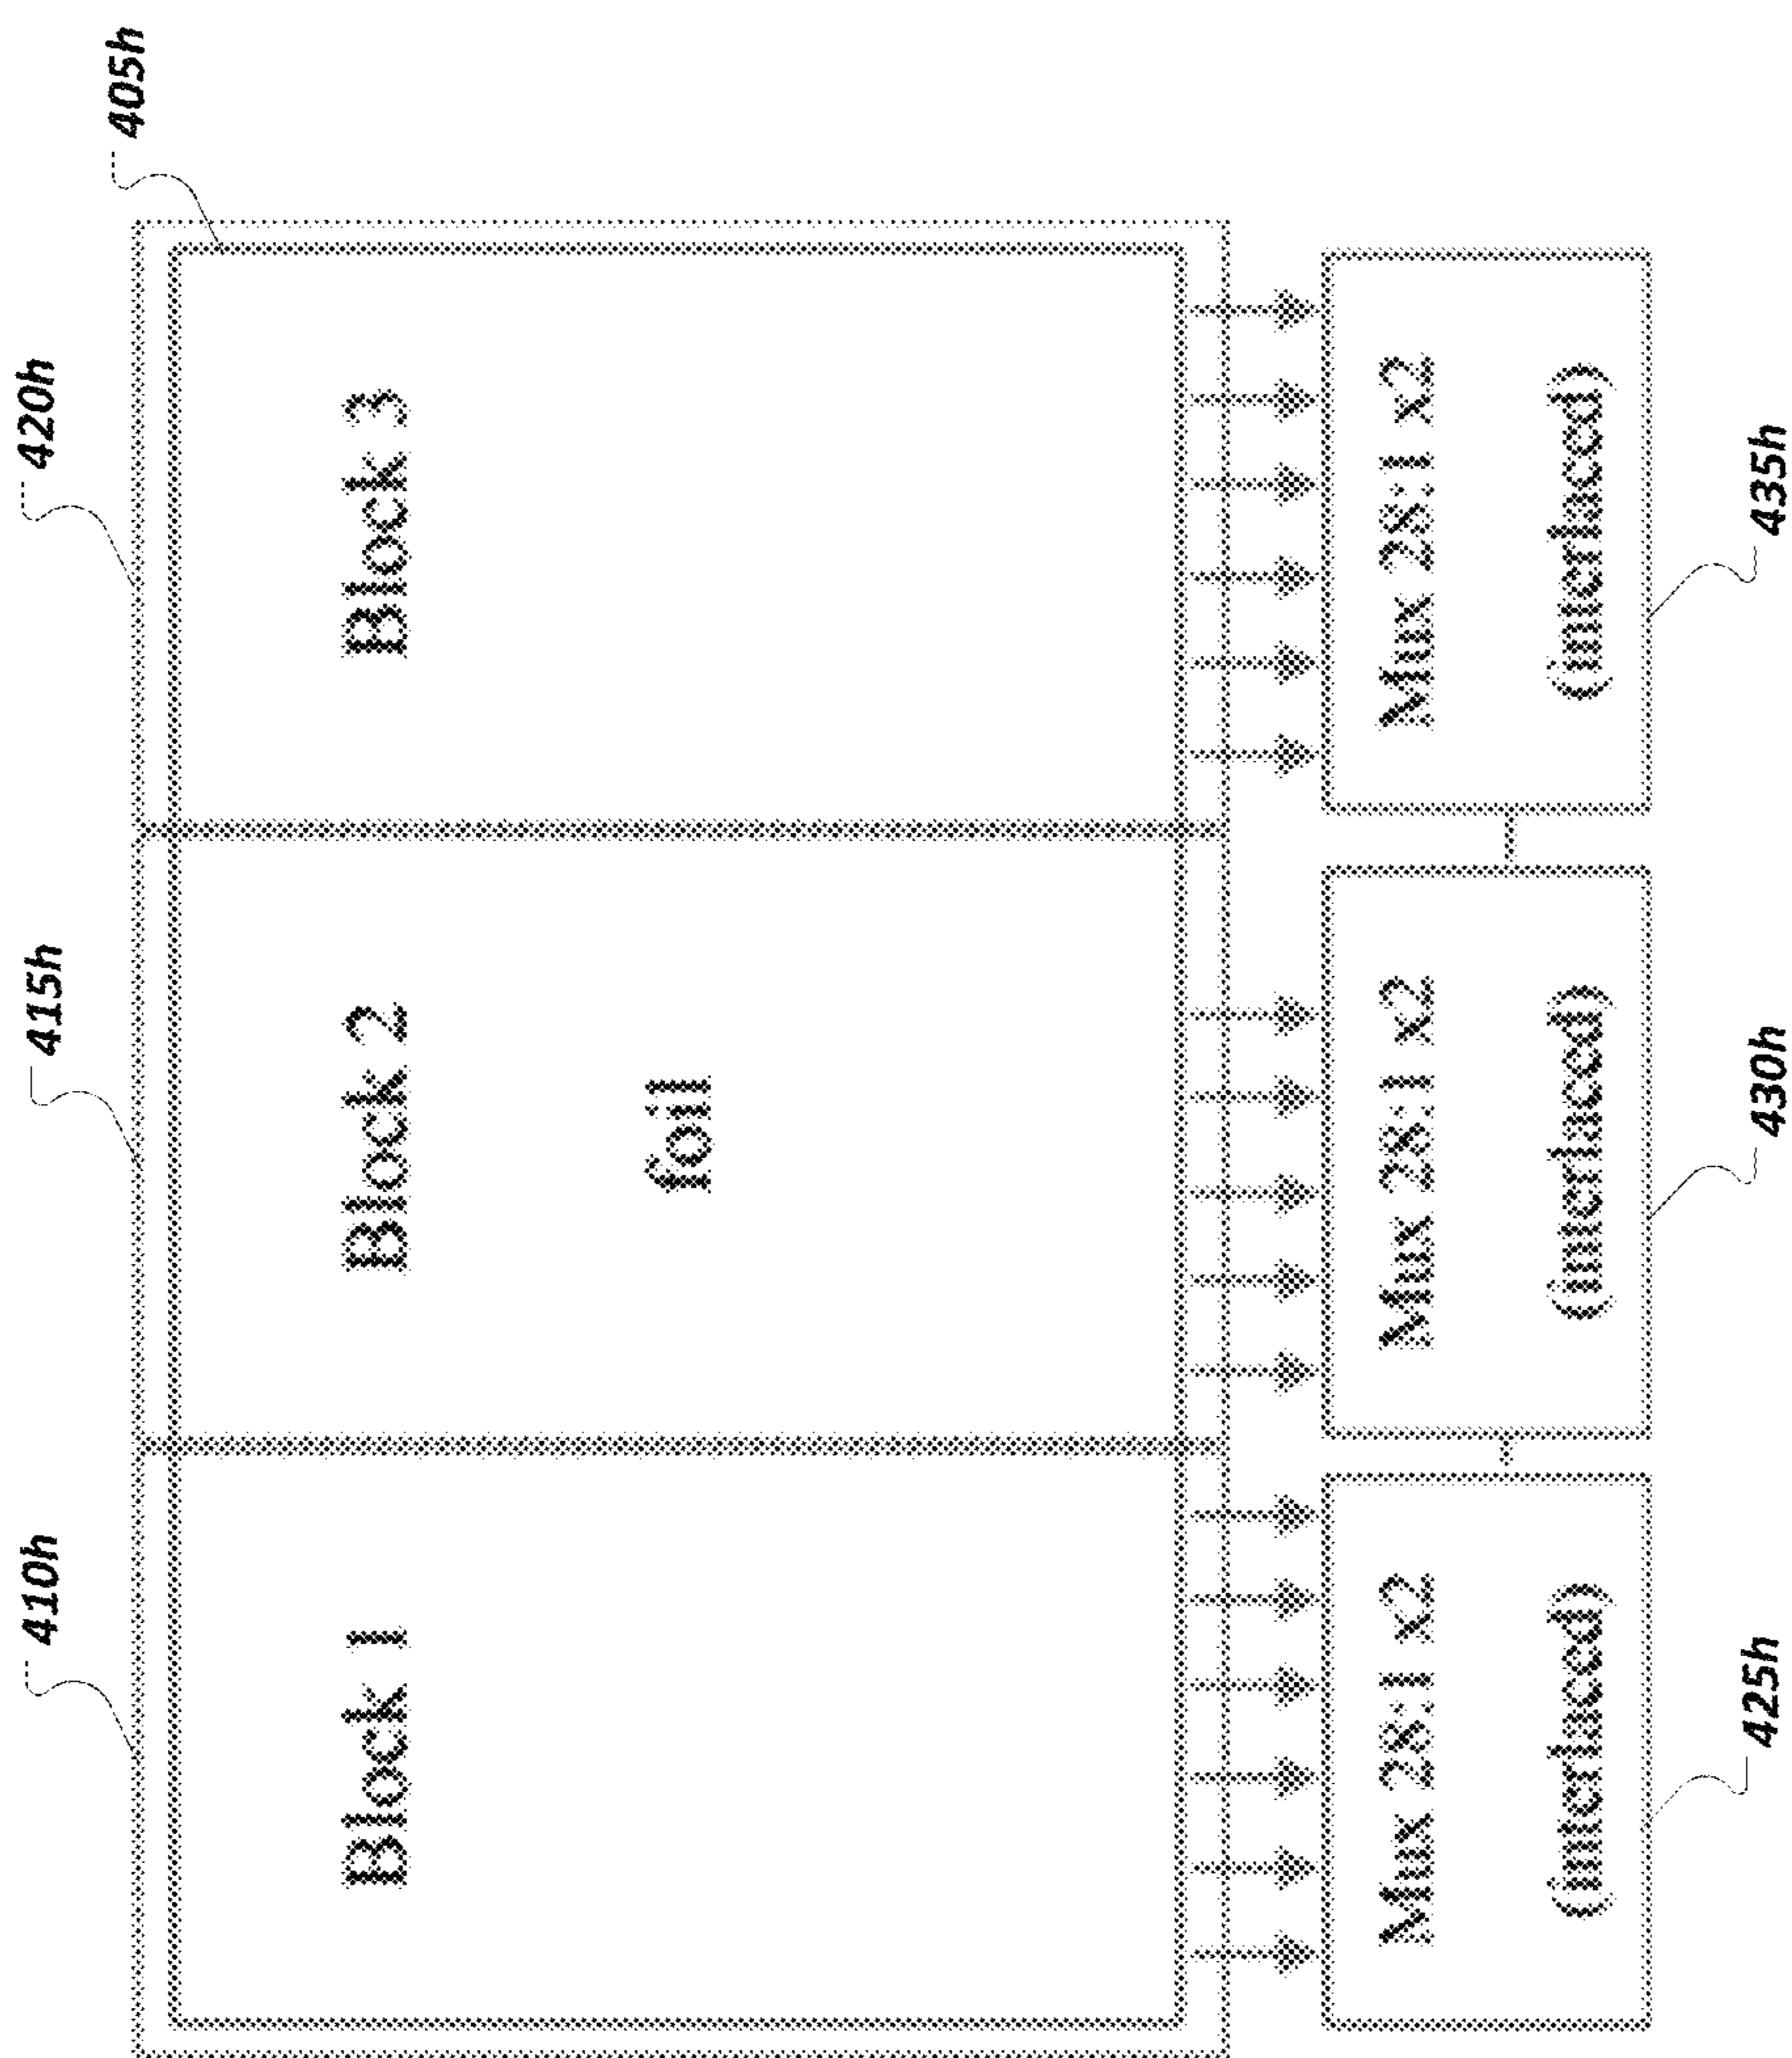 405h
410h
415h
420h
Block 1
Block 2
Block 3
foil
Mux 28:1 x2
(interlaced)
Mux 28:1 x2
(interlaced)
Mux 28:1 x2
(interlaced)
425h
430h
435h